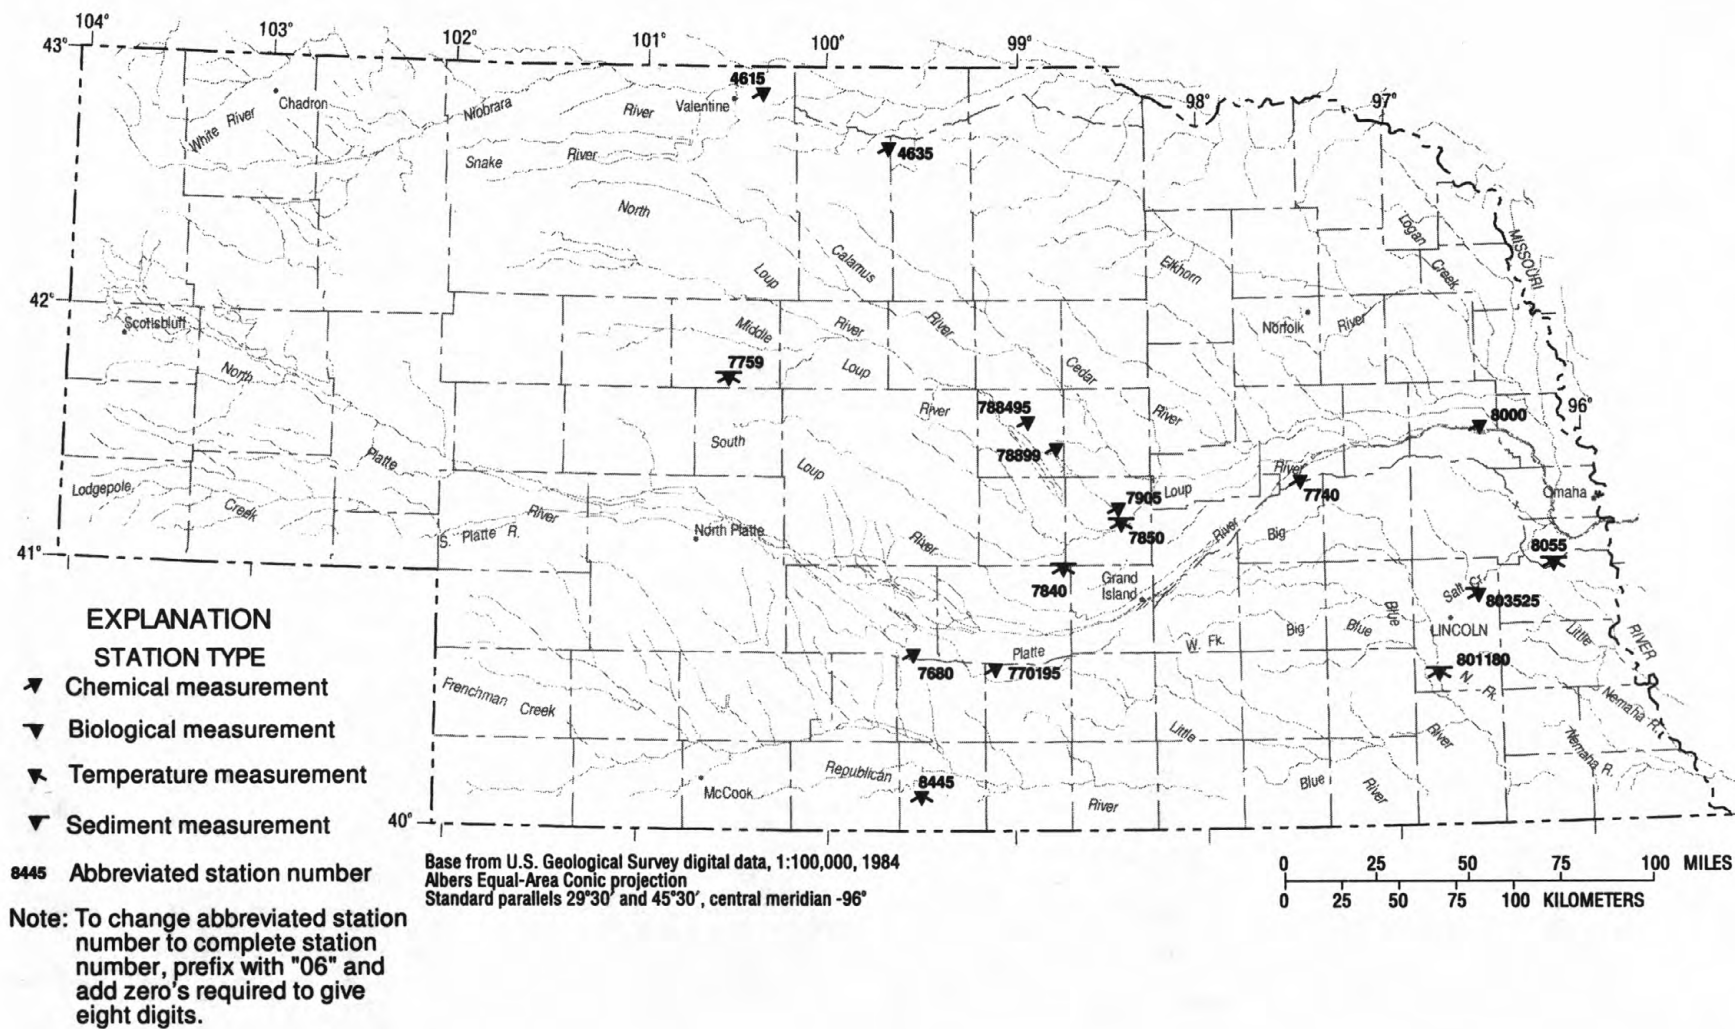 104°
103°
102°
101°
100°
99°
43°
4615
98°
97°
Chadron
Niobrara
River
Valentine
White River
4635
Snake River
North
Logan
Creek
MISSOURI
Calamus
Elkhorn
Loup
42°
Scottsbluff
Middle
River
River
Norfolk
River
7759
Loup
Cedar
North
96°
788495
River
River
8000
South
78899
Platte
Loup
River
Lodgepole
7905
Loup
7740
Omaha
Creek
River
North Platte
S. Platte R.
7850
River
Big
River
41°
8055
7840
Grand
Island
Salt Cr.
803525
Blue
EXPLANATION
Big
Blue
LINCOLN
Little
RIVER
W. Fk.
STATION TYPE
Platte
801180
Chemical measurement
7680
770195
N. Fk.
Frenchman Creek
Nemaha R.
Biological measurement
Little
River
Nemaha R.
Temperature measurement
Republican
8445
McCook
Blue
River
River
Sediment measurement
40°
8445 Abbreviated station number
Base from U.S. Geological Survey digital data, 1:100,000, 1984
Albers Equal-Area Conic projection
Standard parallels 29°30′ and 45°30′, central meridian -96°
0 25 50 75 100 MILES
0 25 50 75 100 KILOMETERS
Note: To change abbreviated station
number to complete station
number, prefix with "06" and
add zero's required to give
eight digits.